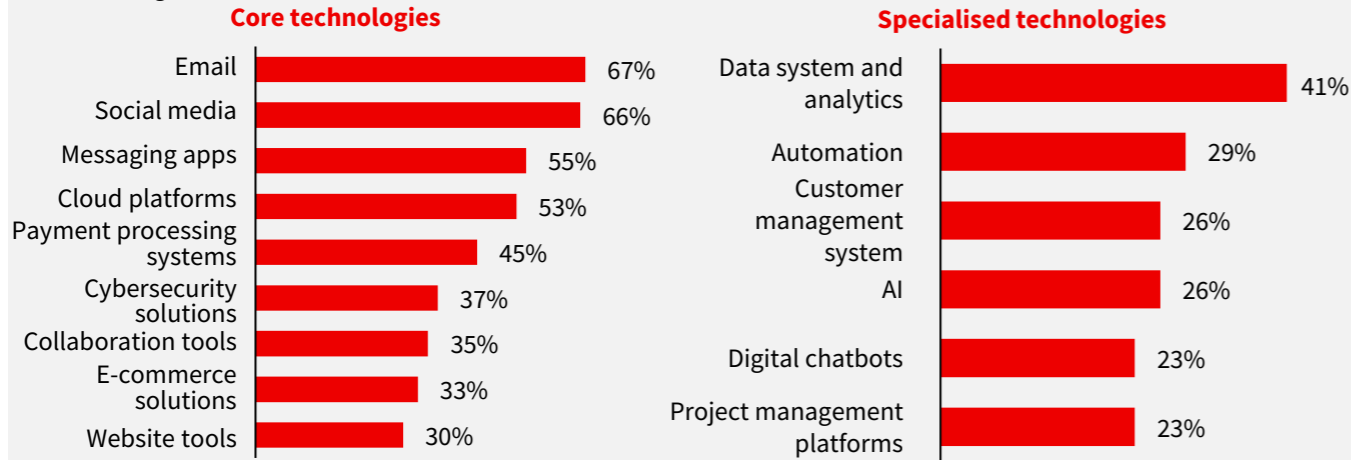 Core technologies
Email
67%
Social media
66%
Messaging apps
55%
Cloud platforms
53%
Payment processing
systems
45%
Cybersecurity
solutions
37%
Collaboration tools
35%
E-commerce
solutions
33%
Website tools
30%
Specialised technologies
Data system and
analytics
41%
Automation
29%
Customer
management
system
26%
AI
26%
Digital chatbots
23%
Project management
platforms
23%